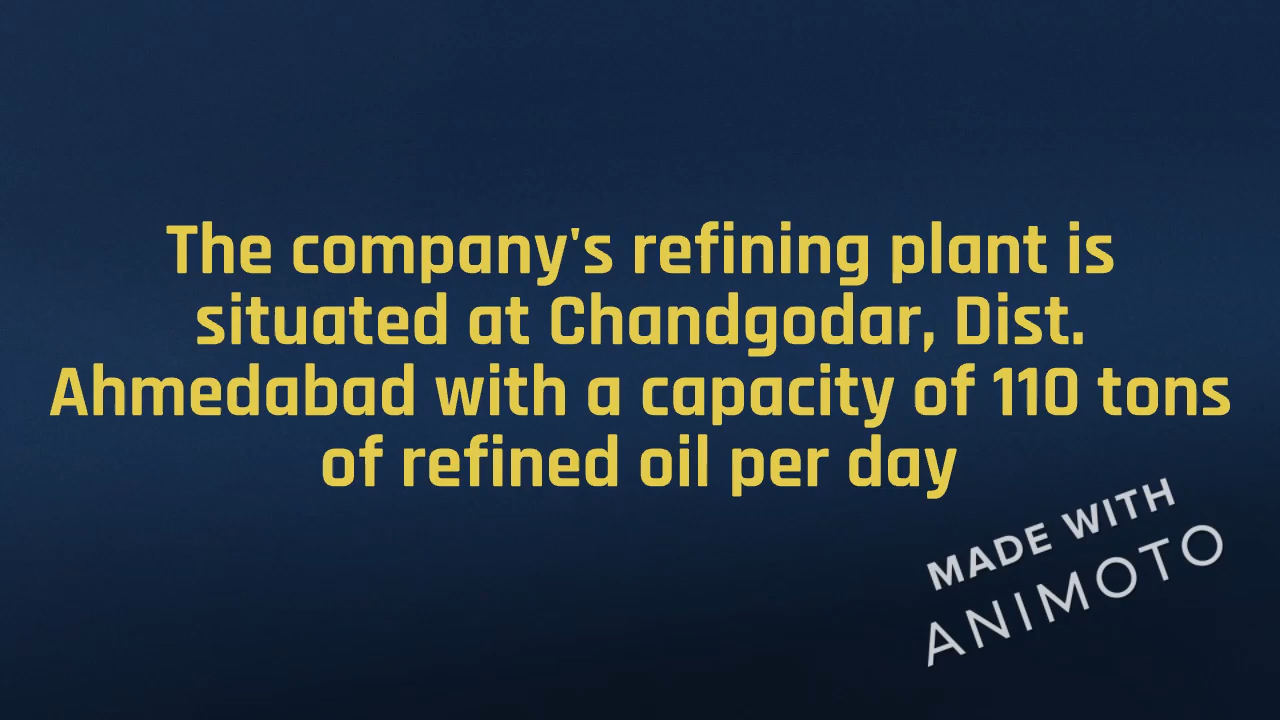 The company's refining plant is
situated at Chandgodar, Dist.
Ahmedabad with a capacity of 110 tons
of refined oil per day
MADE WITH
ANIMOTO